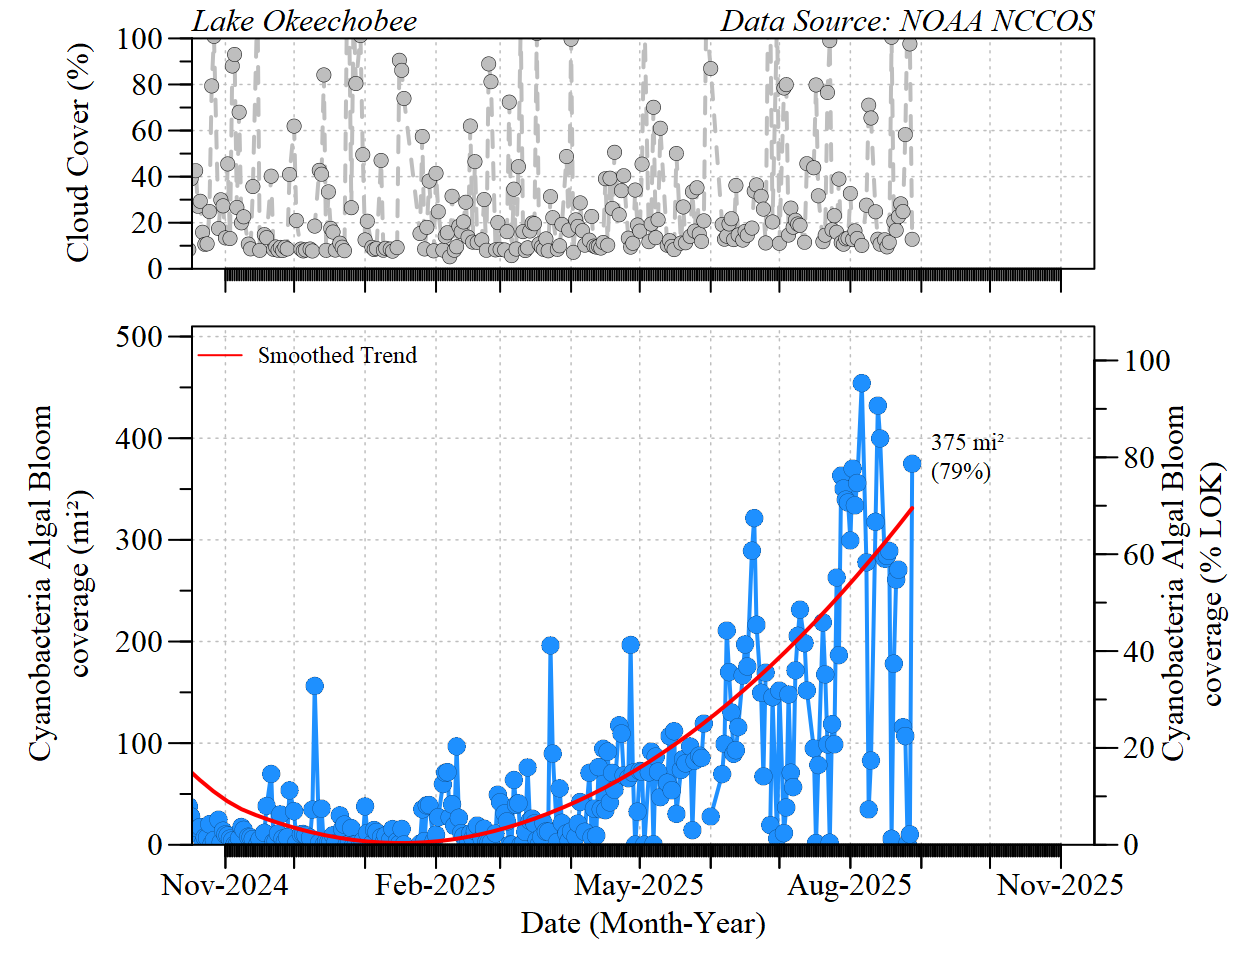 Lake Okeechobee
Data Source: NOAA NCCOS
Cloud Cover (%)
100
80
60
40
20
0
Smoothed Trend
375 mi²
(79%)
Cyanobacteria Algal Bloom
coverage (mi²)
500
400
300
200
100
0
100
80
60
40
20
0
Cyanobacteria Algal Bloom
coverage (% LOK)
Nov-2024
Feb-2025
May-2025
Aug-2025
Nov-2025
Date (Month-Year)